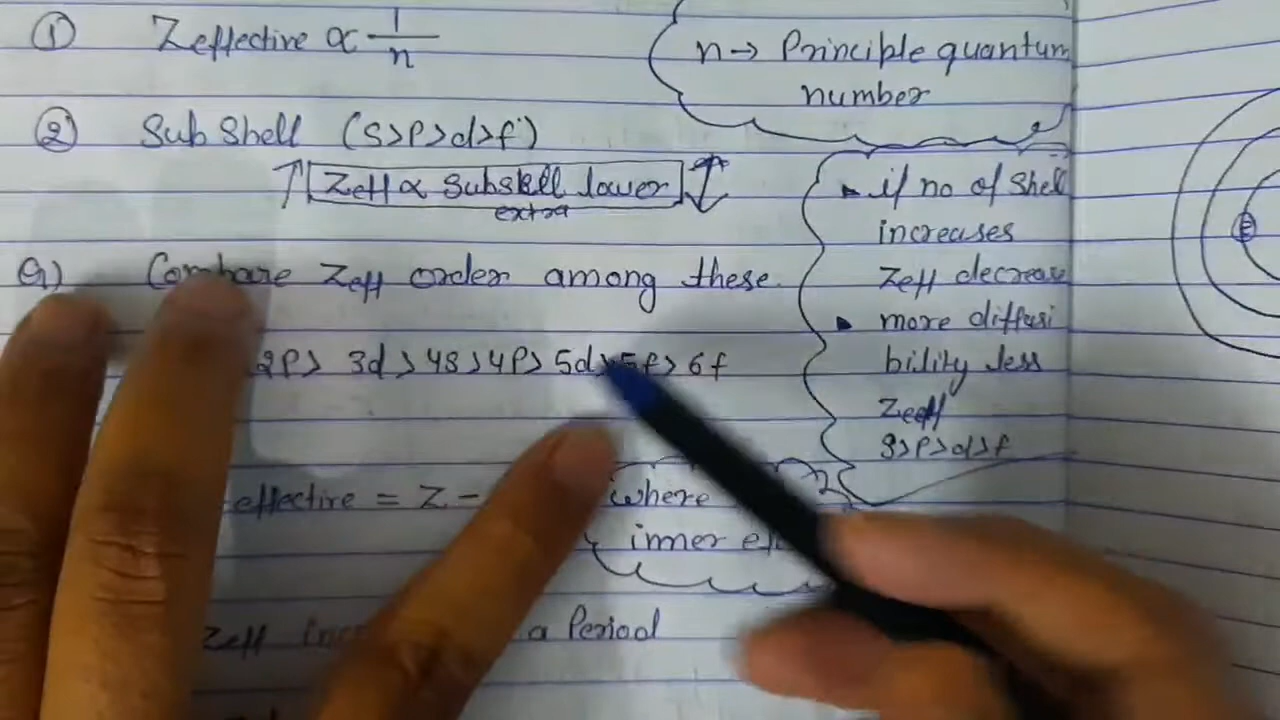 ① Zeffective ∝ 1/n
n → Principle quantum
number
② Subshell (s>p>d>f)
↑ Zeff ∝ Subshell lower ↕
extra
• if no of shell
increases
Zeff decrease
• more diffusi
bility less
Zeff
s>p>d>f
Q) Compare Zeff order among these
2p> 3d >4s>4p> 5d>5f> 6f
effective = Z -
where
inner
Zeff a Period